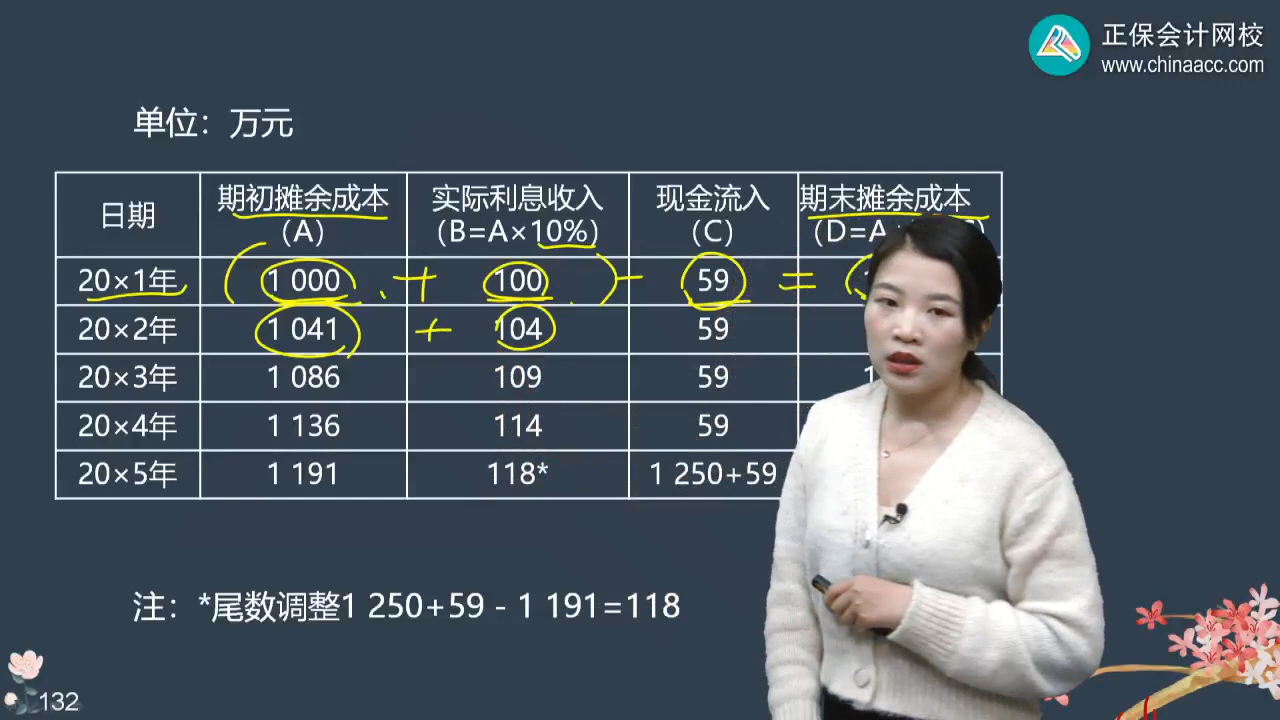 正保会计网校
www.chinaacc.com
单位：万元
日期 期初摊余成本 (A) 实际利息收入 (B=A×10%) 现金流入 (C) 期末摊余成本 (D=A
20×1年 1 000 + 100 - 59 =
20×2年 1 041 + 104 59
20×3年 1 086 109 59
20×4年 1 136 114 59
20×5年 1 191 118* 1 250+59
注：*尾数调整1 250+59 - 1 191=118
132